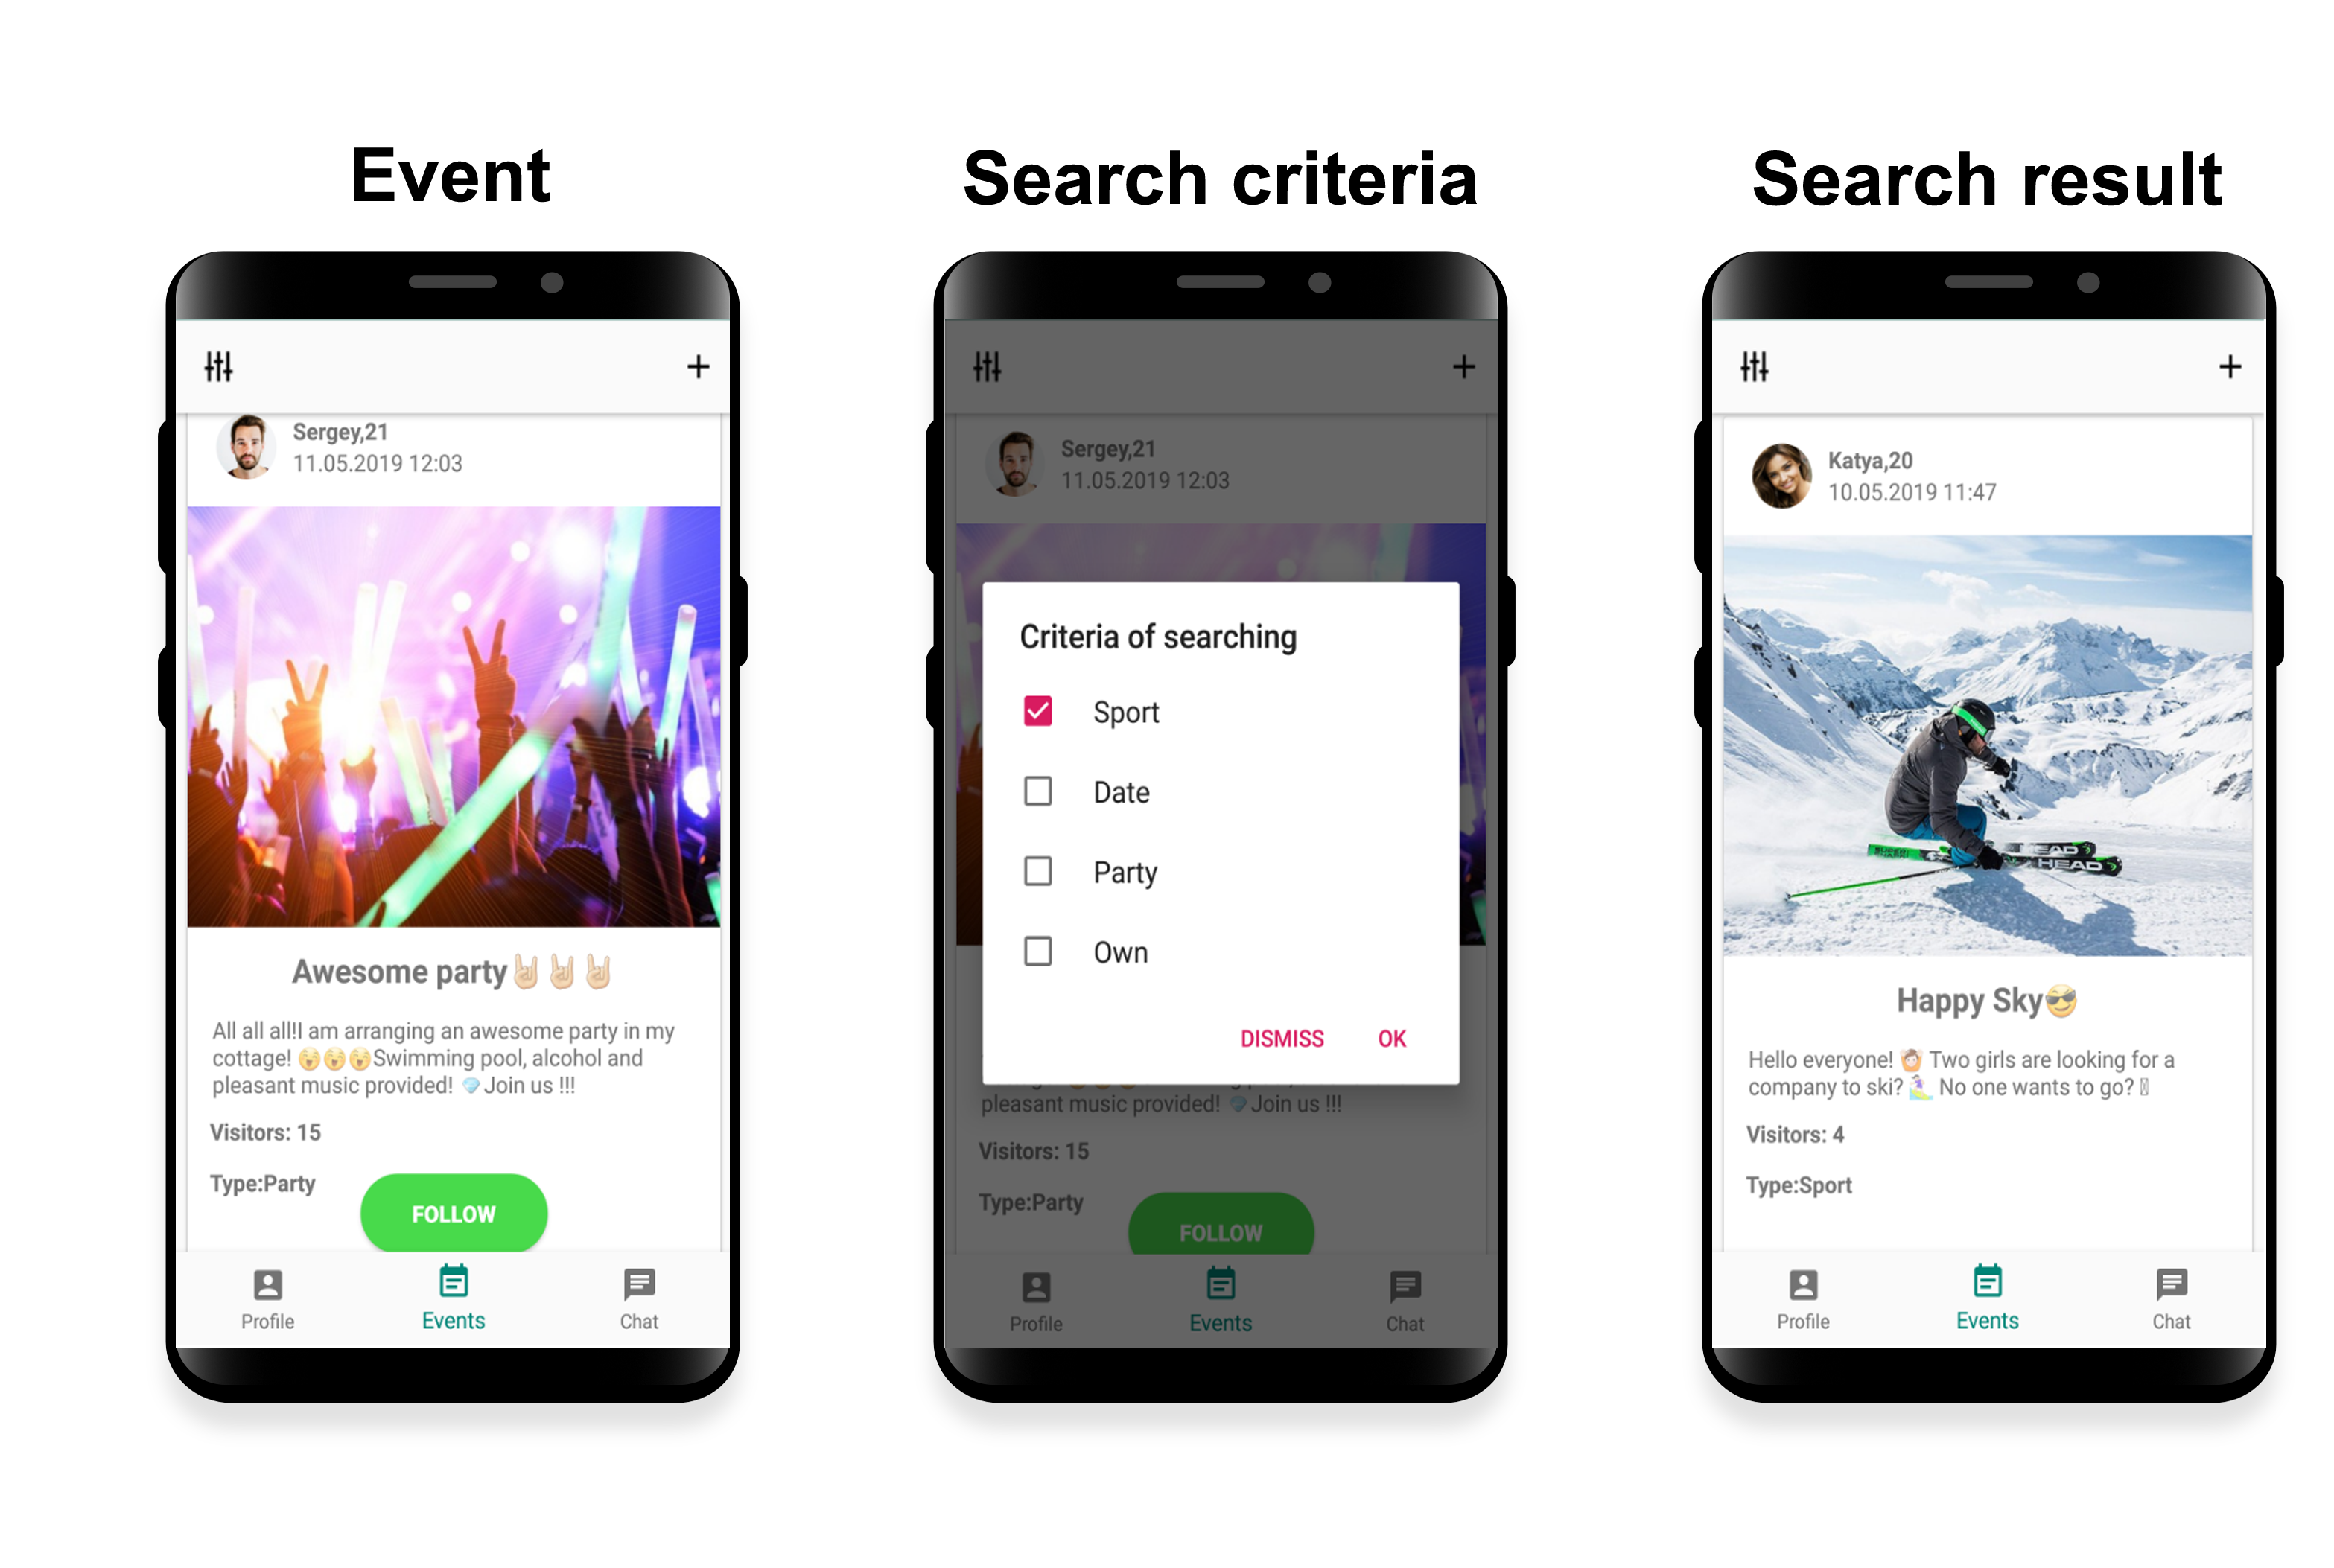 Event
Search criteria
Search result
Sergey,21
11.05.2019 12:03
Awesome party🤘🏻🤘🏻🤘🏻
All all all!I am arranging an awesome party in my
cottage! 😲😲😲Swimming pool, alcohol and
pleasant music provided! 💎Join us !!!
Visitors: 15
Type:Party
FOLLOW
Profile
Events
Chat
Sergey,21
11.05.2019 12:03
Criteria of searching
Sport
Date
Party
Own
DISMISS
OK
pleasant music provided! 💎Join us !!!
Visitors: 15
Type:Party
FOLLOW
Profile
Events
Chat
Katya,20
10.05.2019 11:47
HEAD
HEAD
Happy Sky😎
Hello everyone! 🙆🏻 Two girls are looking for a
company to ski? 🏄🏻‍♀️ No one wants to go?
Visitors: 4
Type:Sport
Profile
Events
Chat